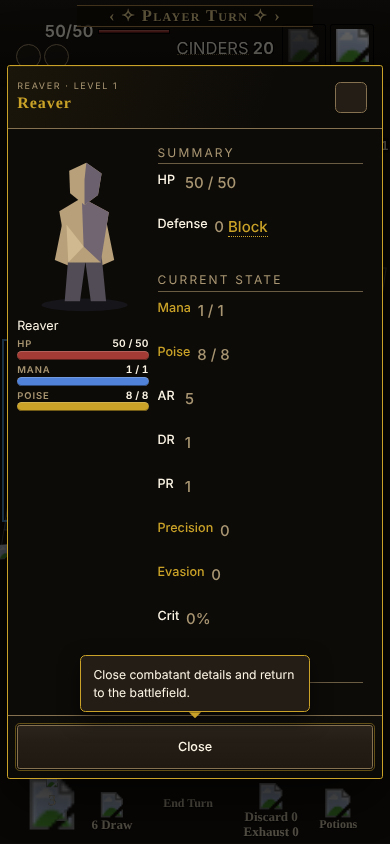 ‹ ✧ Player Turn ✧ ›
50/50
CINDERS 20
REAVER · LEVEL 1
Reaver
SUMMARY
HP 50 / 50
Defense 0 Block
CURRENT STATE
Mana 1 / 1
Poise 8 / 8
AR 5
DR 1
PR 1
Precision 0
Evasion 0
Crit 0%
Reaver
HP 50 / 50
MANA 1 / 1
POISE 8 / 8
1
Close combatant details and return
to the battlefield.
Close
6 Draw
End Turn
Discard 0
Exhaust 0
Potions